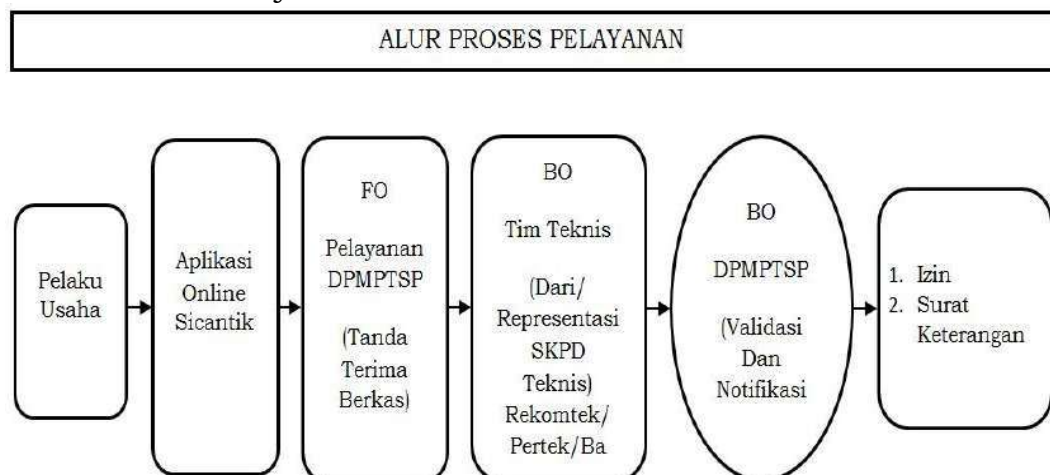 ALUR PROSES PELAYANAN
Pelaku
Usaha
Aplikasi
Online
Sicantik
FO
Pelayanan
DPMPTSP
(Tanda
Terima
Berkas)
BO
Tim Teknis
(Dari/
Representasi
SKPD
Teknis)
Rekomtek/
Pertek/Ba
BO
DPMPTSP
(Validasi
Dan
Notifikasi
1. Izin
2. Surat
Keterangan